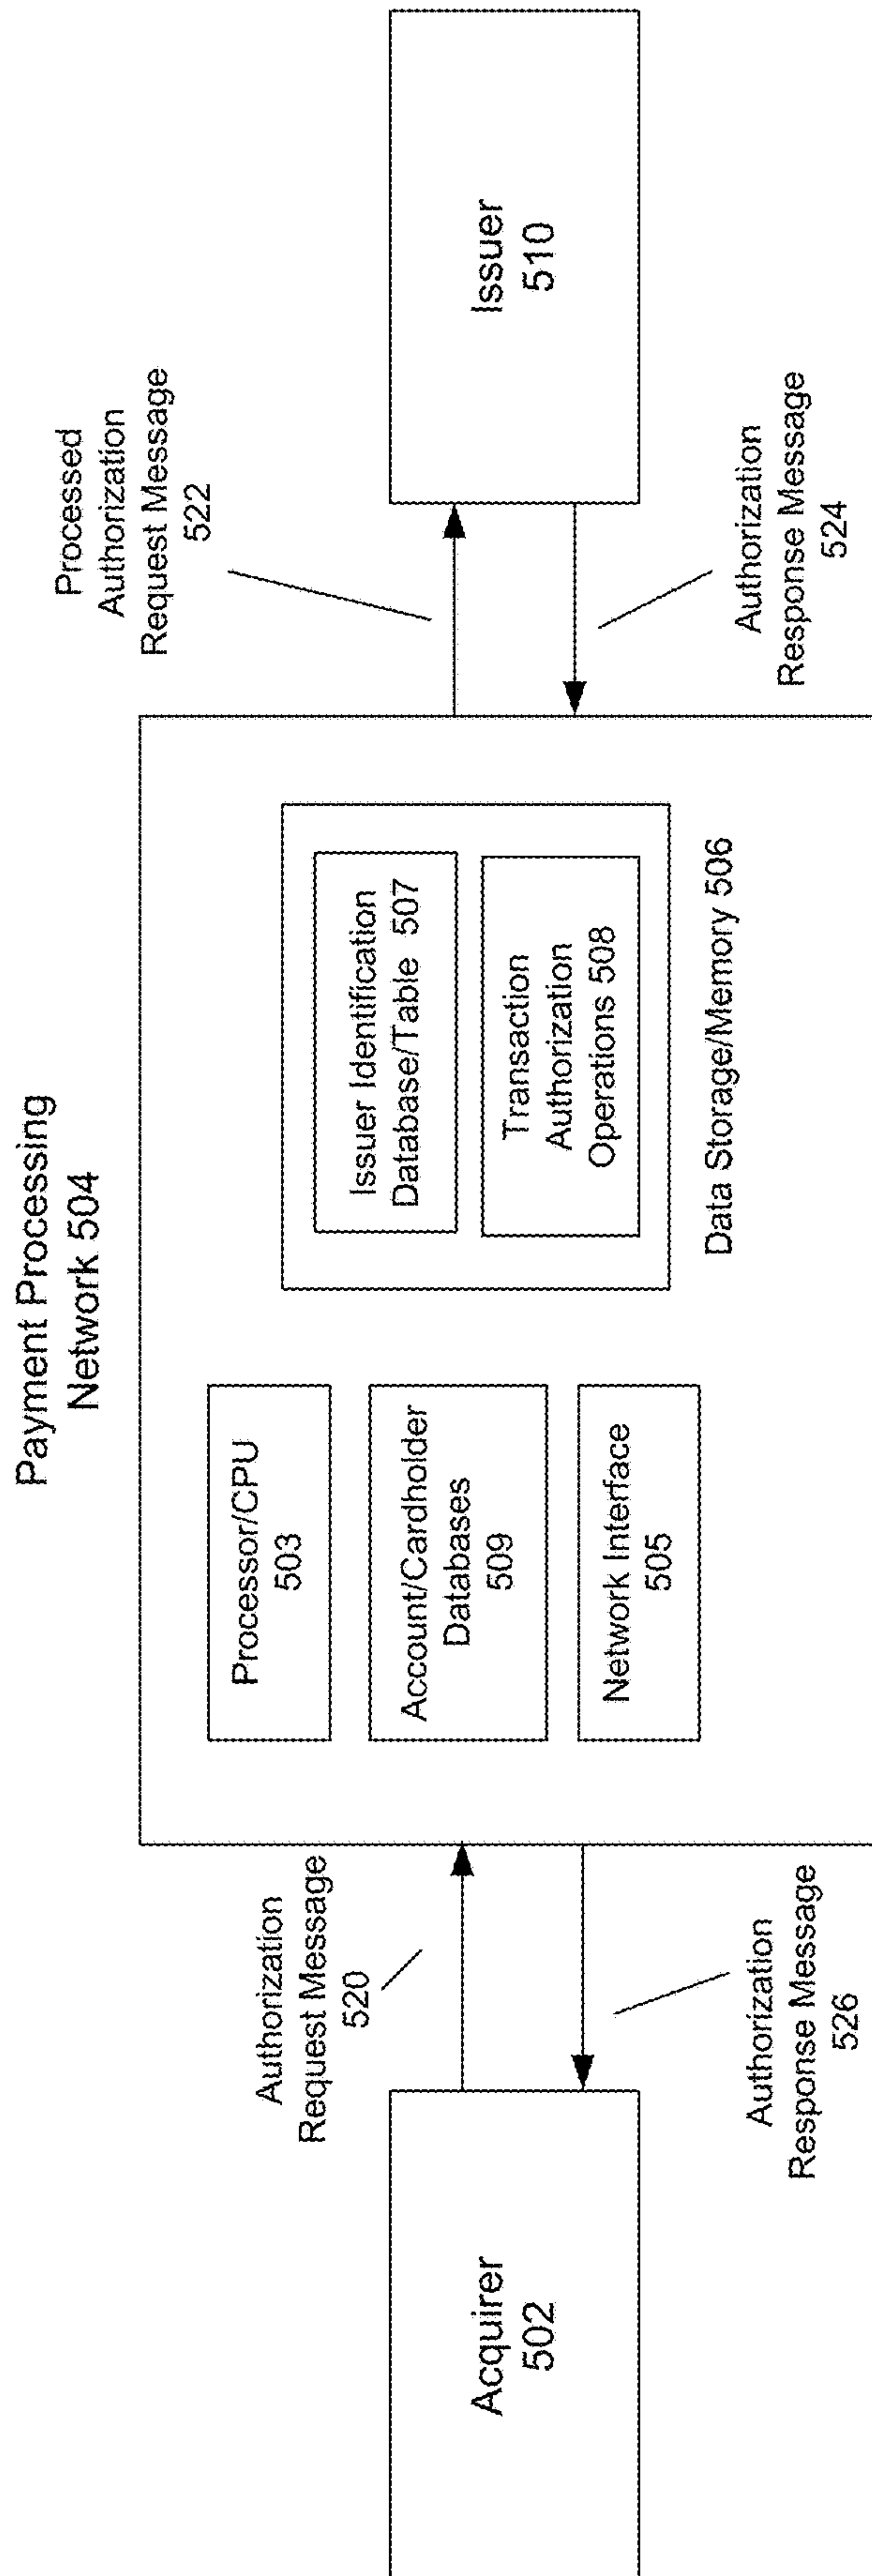 Payment Processing
Network 504
Acquirer
502
Authorization
Request Message
520
Authorization
Response Message
526
Processor/CPU
503
Account/Cardholder
Databases
509
Network Interface
505
Issuer Identification
Database/Table 507
Transaction
Authorization
Operations 508
Data Storage/Memory 506
Processed
Authorization
Request Message
522
Authorization
Response Message
524
Issuer
510